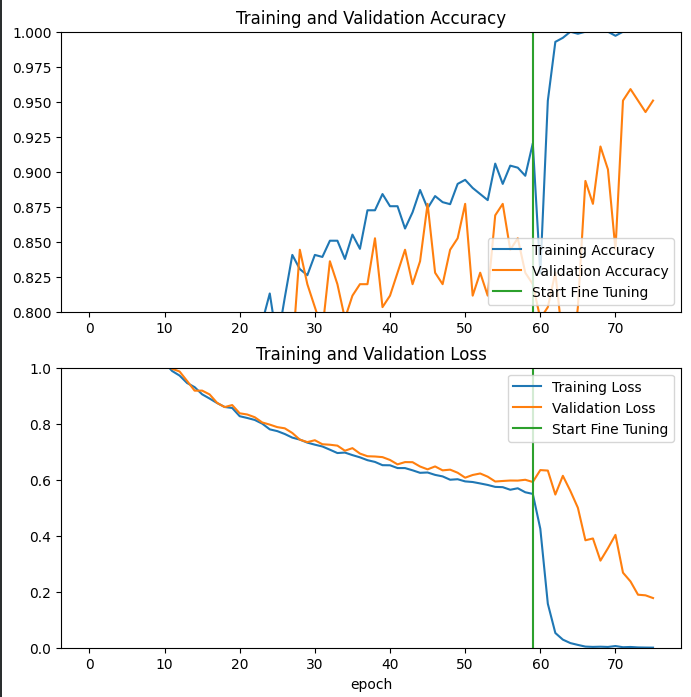 Training and Validation Accuracy
1.000
0.975
0.950
0.925
0.900
0.875
0.850
0.825
0.800
Training Accuracy
Validation Accuracy
Start Fine Tuning
0 10 20 30 40 50 60 70
Training and Validation Loss
1.0
0.8
0.6
0.4
0.2
0.0
Training Loss
Validation Loss
Start Fine Tuning
0 10 20 30 40 50 60 70
epoch